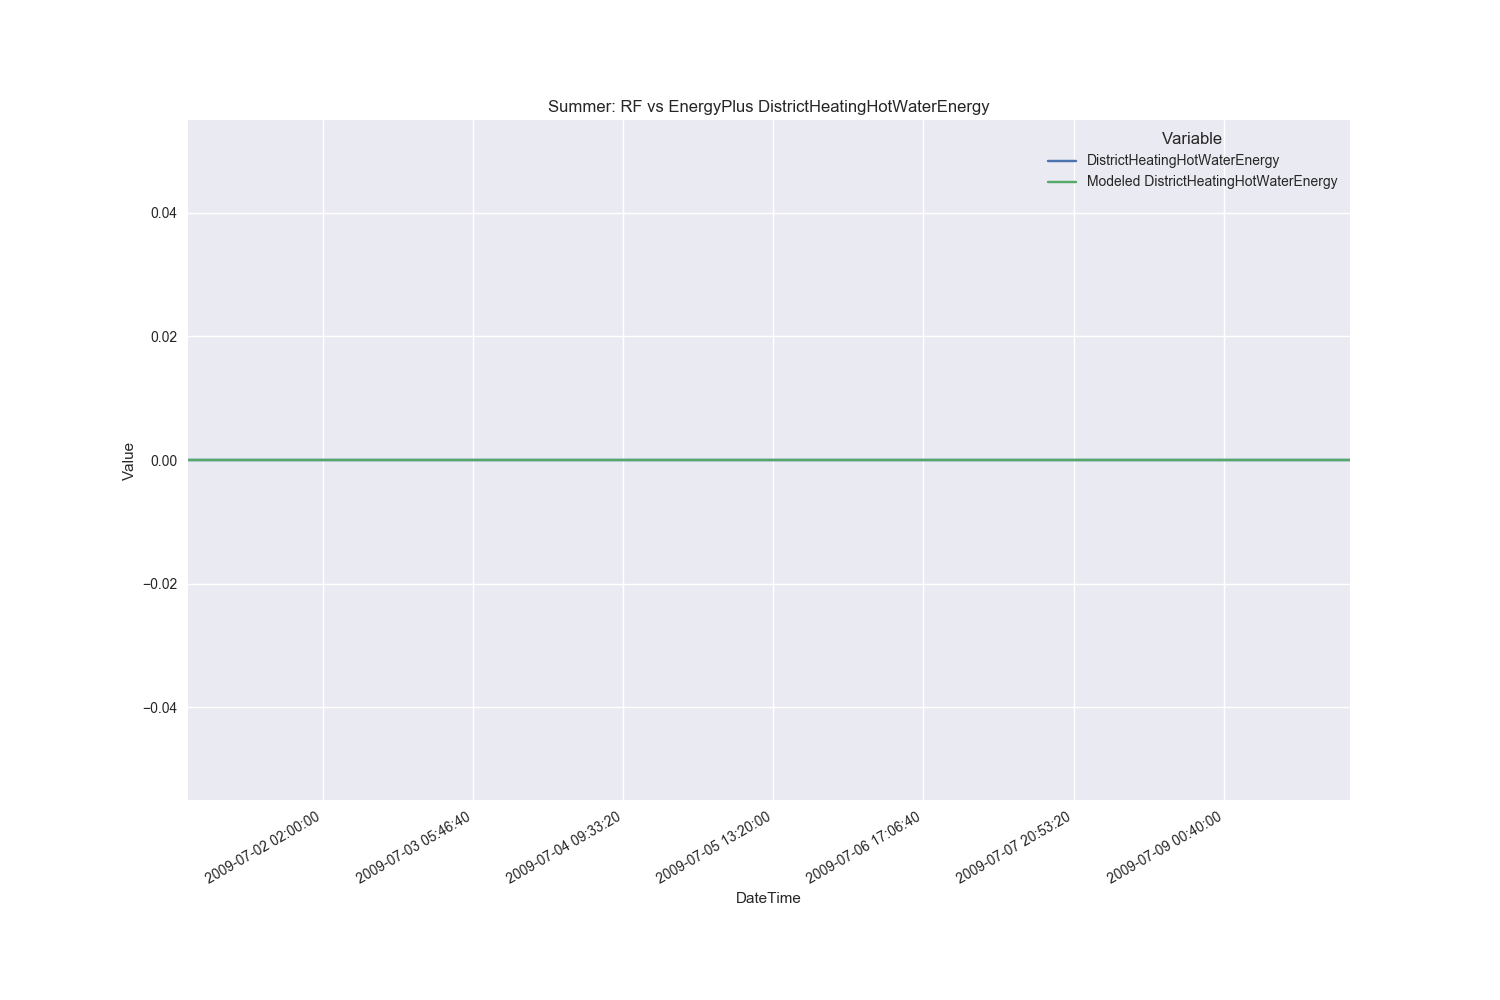 Summer: RF vs EnergyPlus DistrictHeatingHotWaterEnergy
Variable
DistrictHeatingHotWaterEnergy
Modeled DistrictHeatingHotWaterEnergy
0.04
0.02
0.00
−0.02
−0.04
Value
2009-07-02 02:00:00
2009-07-03 05:46:40
2009-07-04 09:33:20
2009-07-05 13:20:00
2009-07-06 17:06:40
2009-07-07 20:53:20
2009-07-09 00:40:00
DateTime